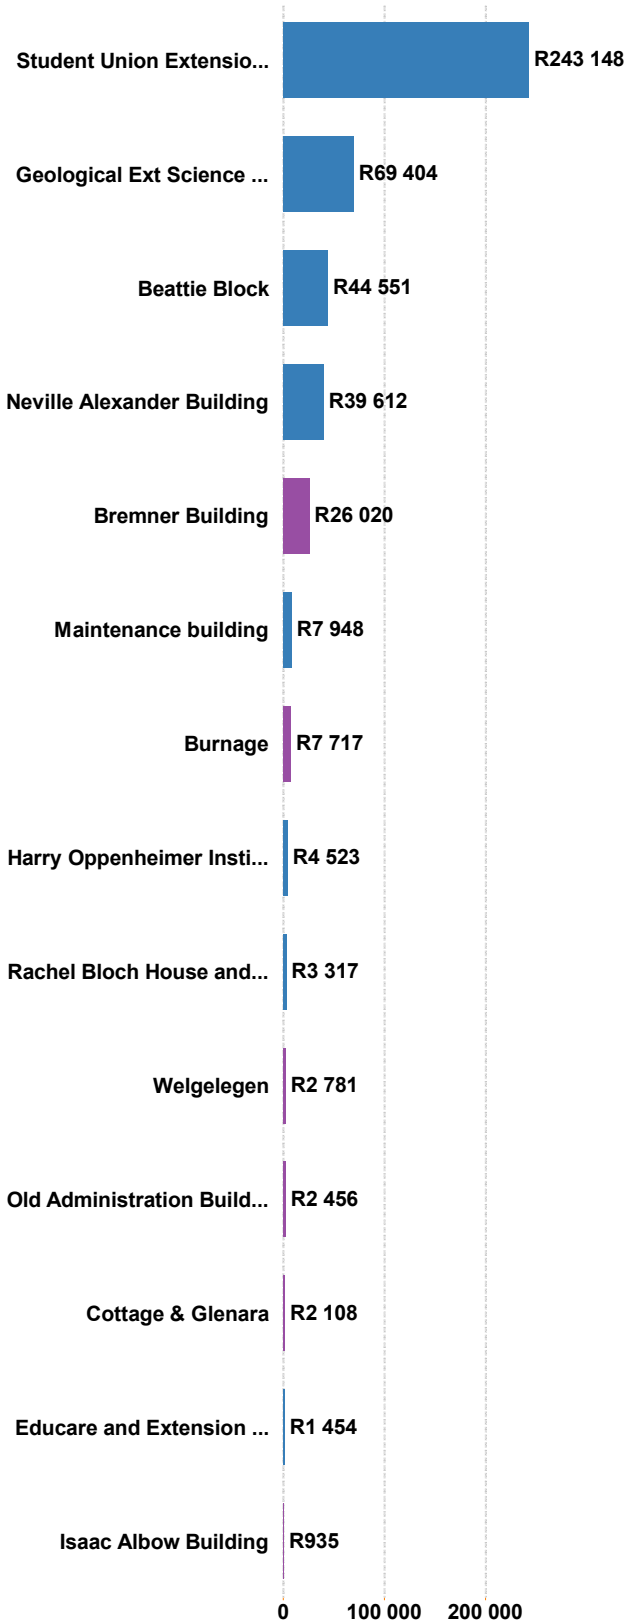 Student Union Extensio... R243 148
Geological Ext Science ... R69 404
Beattie Block R44 551
Neville Alexander Building R39 612
Bremner Building R26 020
Maintenance building R7 948
Burnage R7 717
Harry Oppenheimer Insti... R4 523
Rachel Bloch House and... R3 317
Welgelegen R2 781
Old Administration Build... R2 456
Cottage & Glenara R2 108
Educare and Extension ... R1 454
Isaac Albow Building R935
0 100 000 200 000